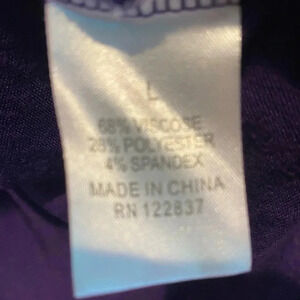 L
68% VISCOSE
28% POLYESTER
4% SPANDEX
MADE IN CHINA
RN 122837